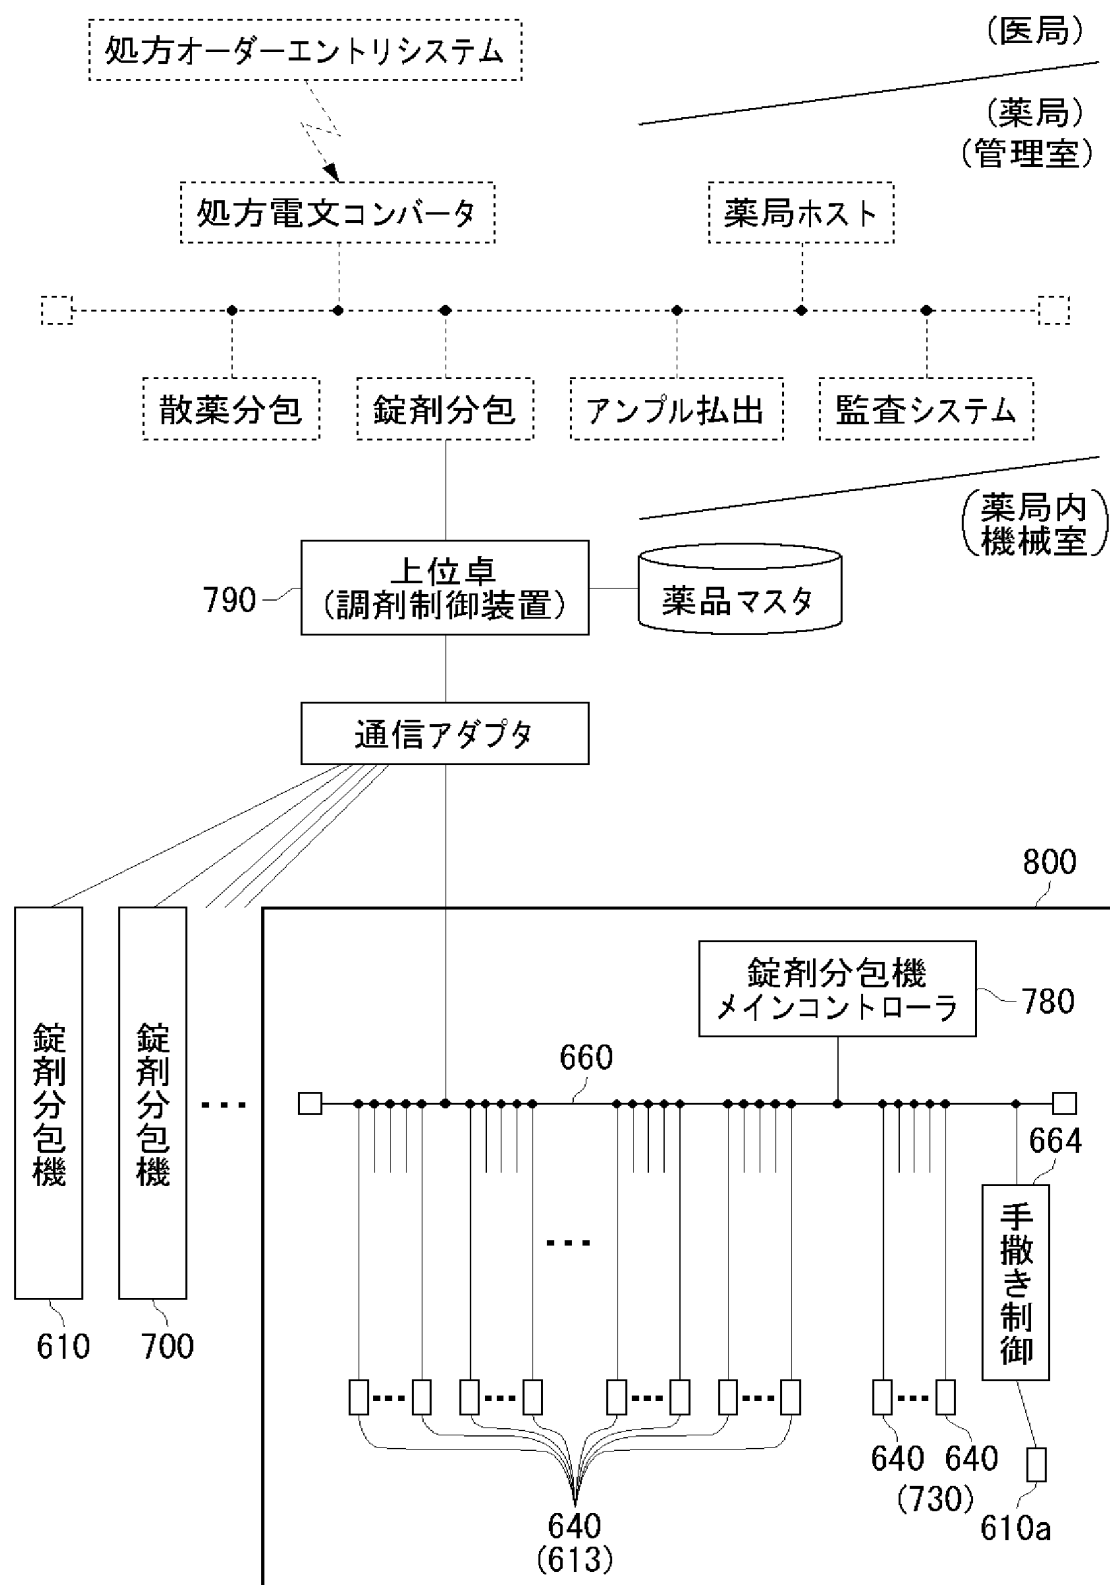 処方オーダーエントリシステム
(医局)
(薬局)
(管理室)
処方電文コンバータ
薬局ホスト
散薬分包
錠剤分包
アンプル払出
監査システム
(薬局内
機械室)
上位卓
(調剤制御装置)
790
薬品マスタ
通信アダプタ
800
錠剤分包機
メインコントローラ
780
錠剤分包機
錠剤分包機
...
660
664
手撒き制御
...
610
700
...
...
...
...
...
640
640
(730)
610a
640
(613)